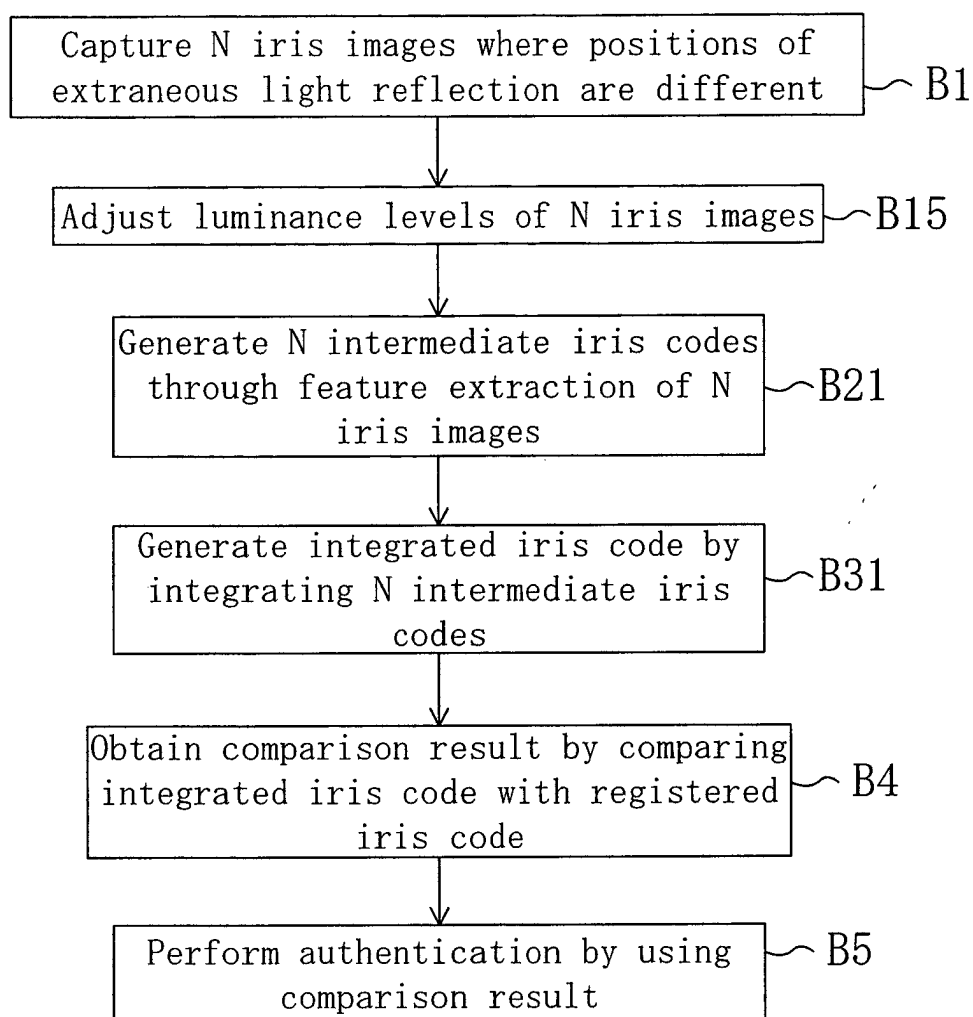 Capture N iris images where positions of
extraneous light reflection are different
B1
Adjust luminance levels of N iris images
B15
Generate N intermediate iris codes
through feature extraction of N
iris images
B21
Generate integrated iris code by
integrating N intermediate iris
codes
B31
Obtain comparison result by comparing
integrated iris code with registered
iris code
B4
Perform authentication by using
comparison result
B5